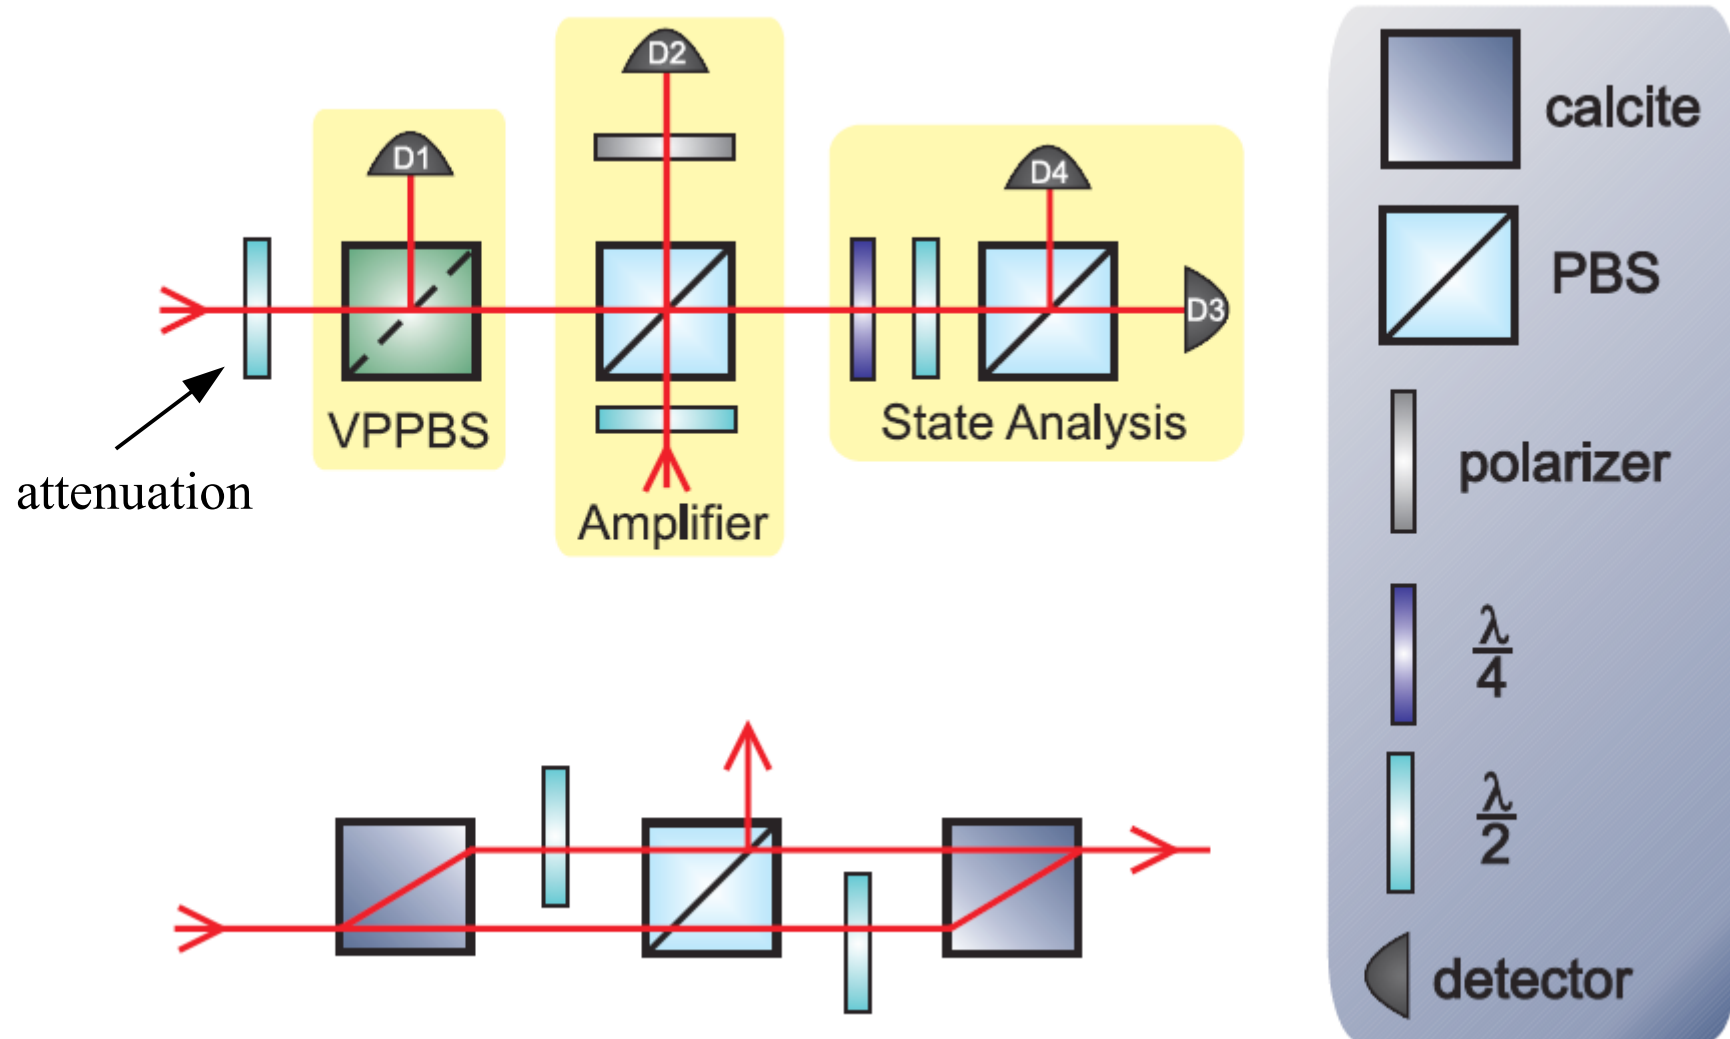 D2
D1
D4
D3
VPPBS
State Analysis
Amplifier
attenuation
calcite
PBS
polarizer
λ
4
λ
2
detector